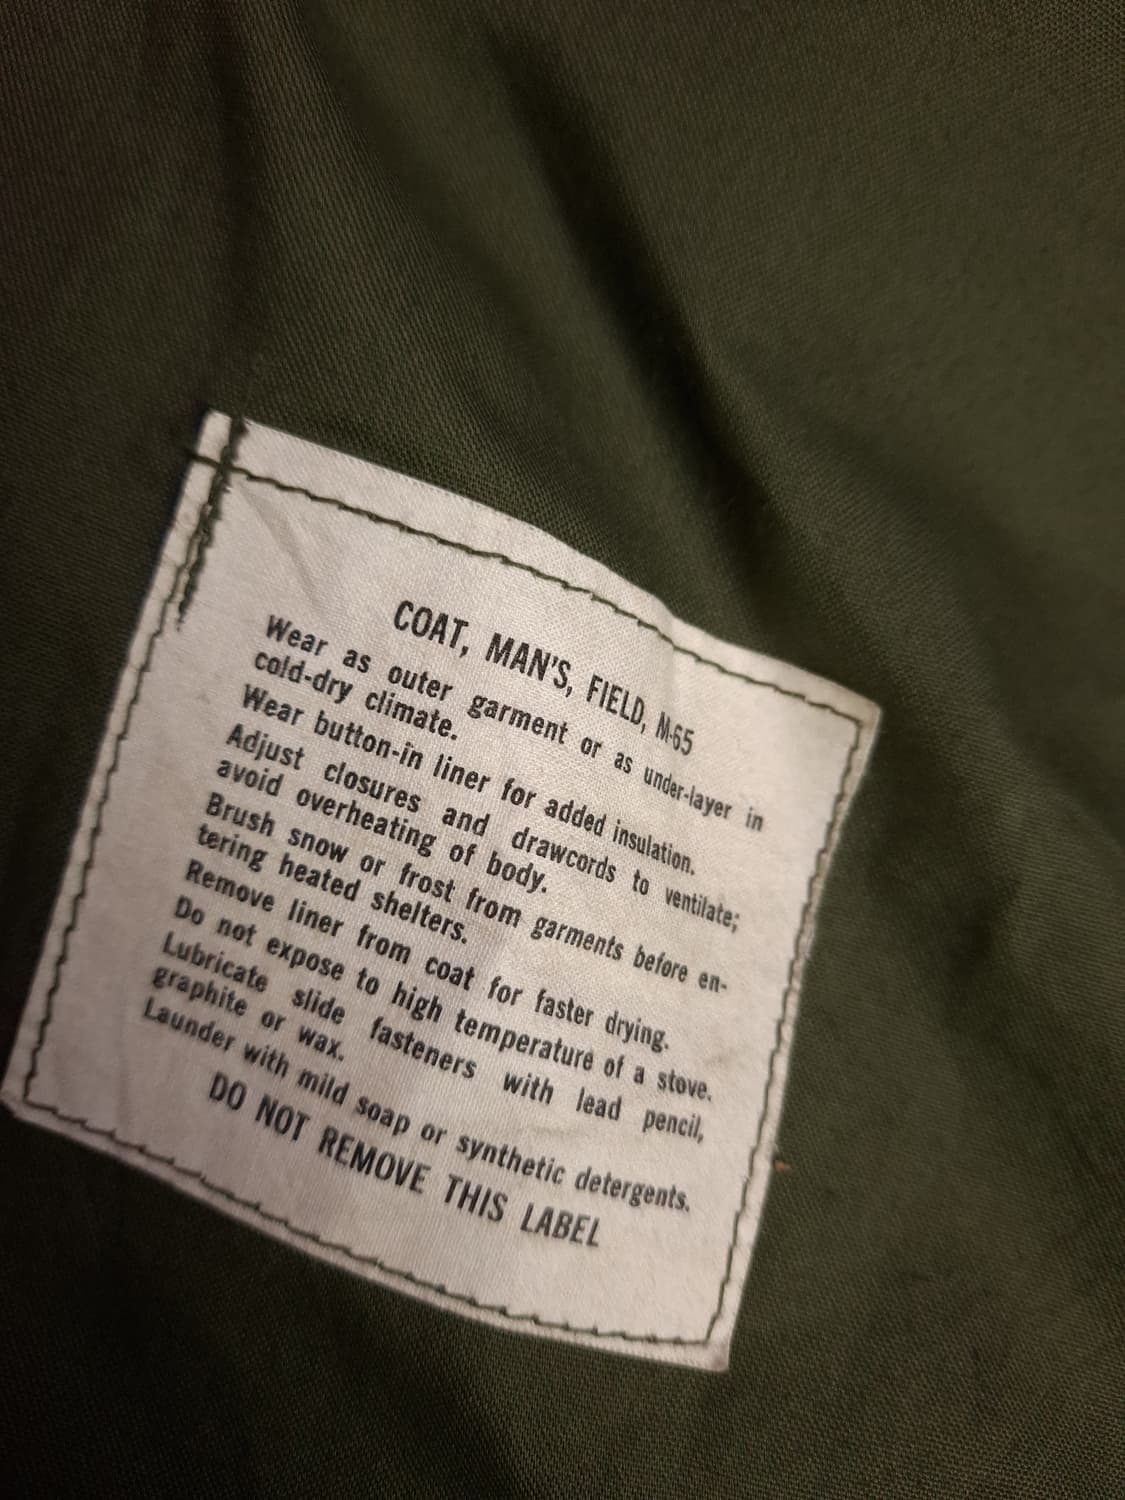 COAT, MAN'S, FIELD, M-65
Wear as outer garment or as under-layer in
cold-dry climate.
Wear button-in liner for added insulation.
Adjust closures and drawcords to ventilate;
avoid overheating of body.
Brush snow or frost from garments before en-
tering heated shelters.
Remove liner from coat for faster drying.
Do not expose to high temperature of a stove.
Lubricate slide fasteners with lead pencil,
graphite or wax.
Launder with mild soap or synthetic detergents.
DO NOT REMOVE THIS LABEL